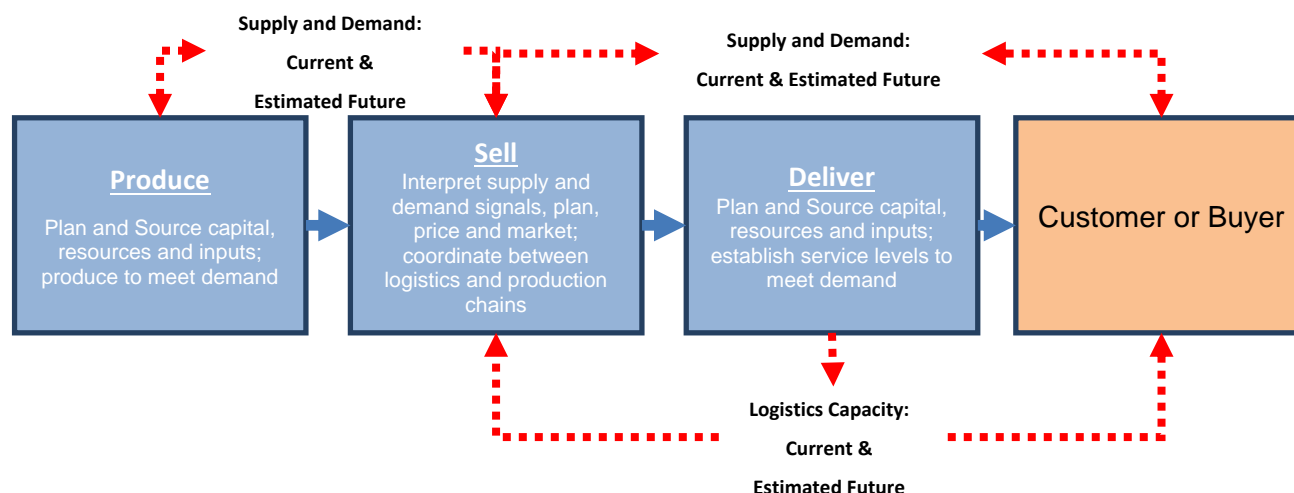 Supply and Demand:
Current &
Estimated Future
Supply and Demand:
Current & Estimated Future
Produce
Plan and Source capital,
resources and inputs;
produce to meet demand
Sell
Interpret supply and
demand signals, plan,
price and market;
coordinate between
logistics and production
chains
Deliver
Plan and Source capital,
resources and inputs;
establish service levels to
meet demand
Customer or Buyer
Logistics Capacity:
Current &
Estimated Future